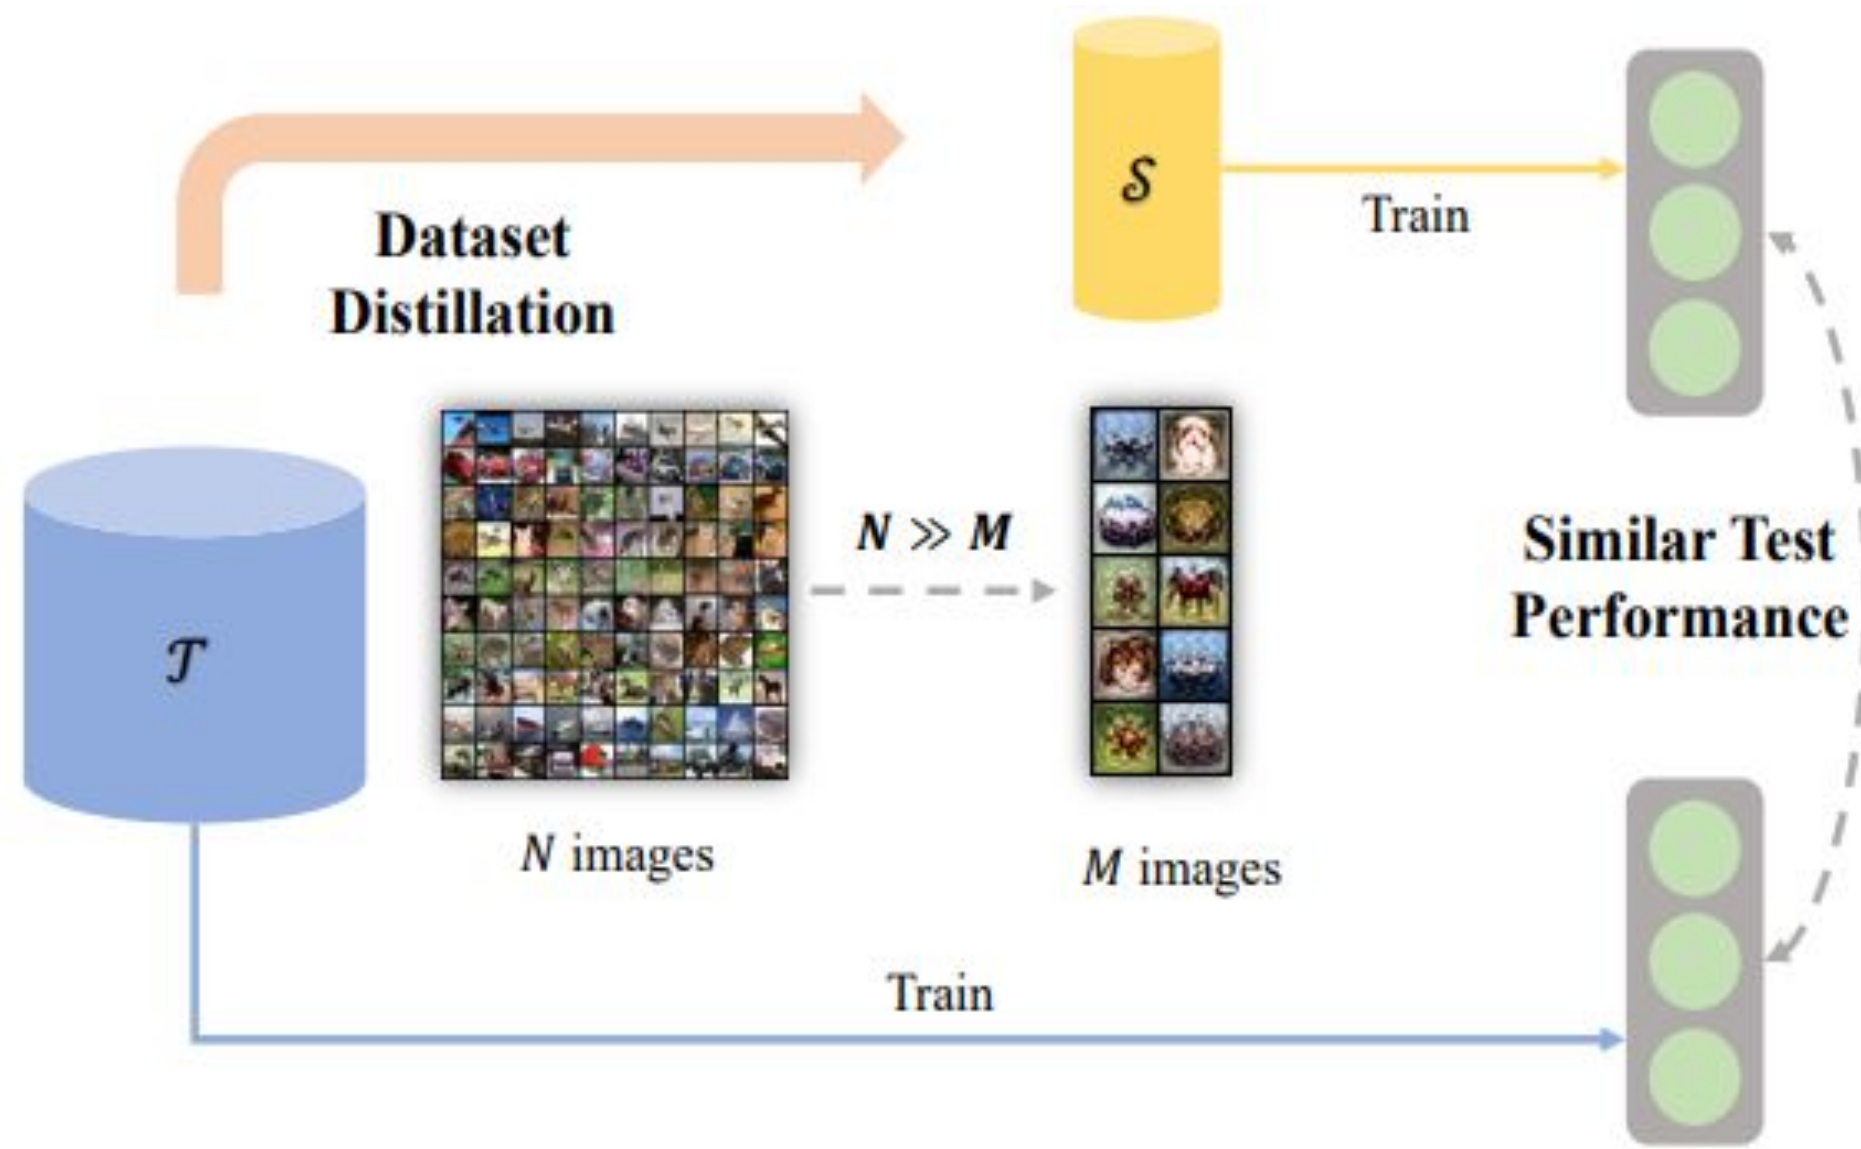 Dataset
Distillation
𝒮
Train
𝒯
N ≫ M
Similar Test
Performance
N images
M images
Train